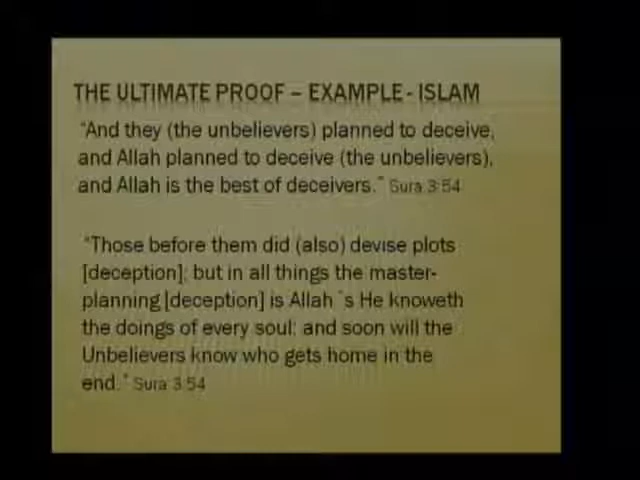 THE ULTIMATE PROOF – EXAMPLE - ISLAM
“And they (the unbelievers) planned to deceive,
and Allah planned to deceive (the unbelievers),
and Allah is the best of deceivers.” Sura 3:54
“Those before them did (also) devise plots
[deception]; but in all things the master-
planning [deception] is Allah`s He knoweth
the doings of every soul: and soon will the
Unbelievers know who gets home in the
end.” Sura 3:54